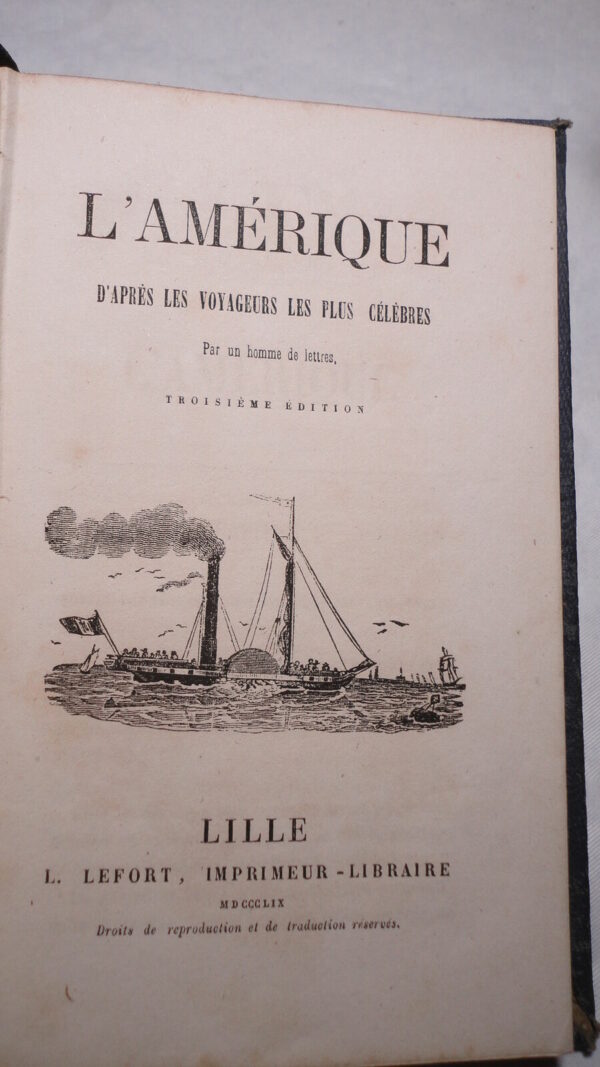 L'AMÉRIQUE
D'APRÈS LES VOYAGEURS LES PLUS CÉLÈBRES
Par un homme de lettres,
TROISIÈME ÉDITION
LILLE
L. LEFORT, IMPRIMEUR-LIBRAIRE
MDCCCLIX
Droits de reproduction et de traduction réservés.